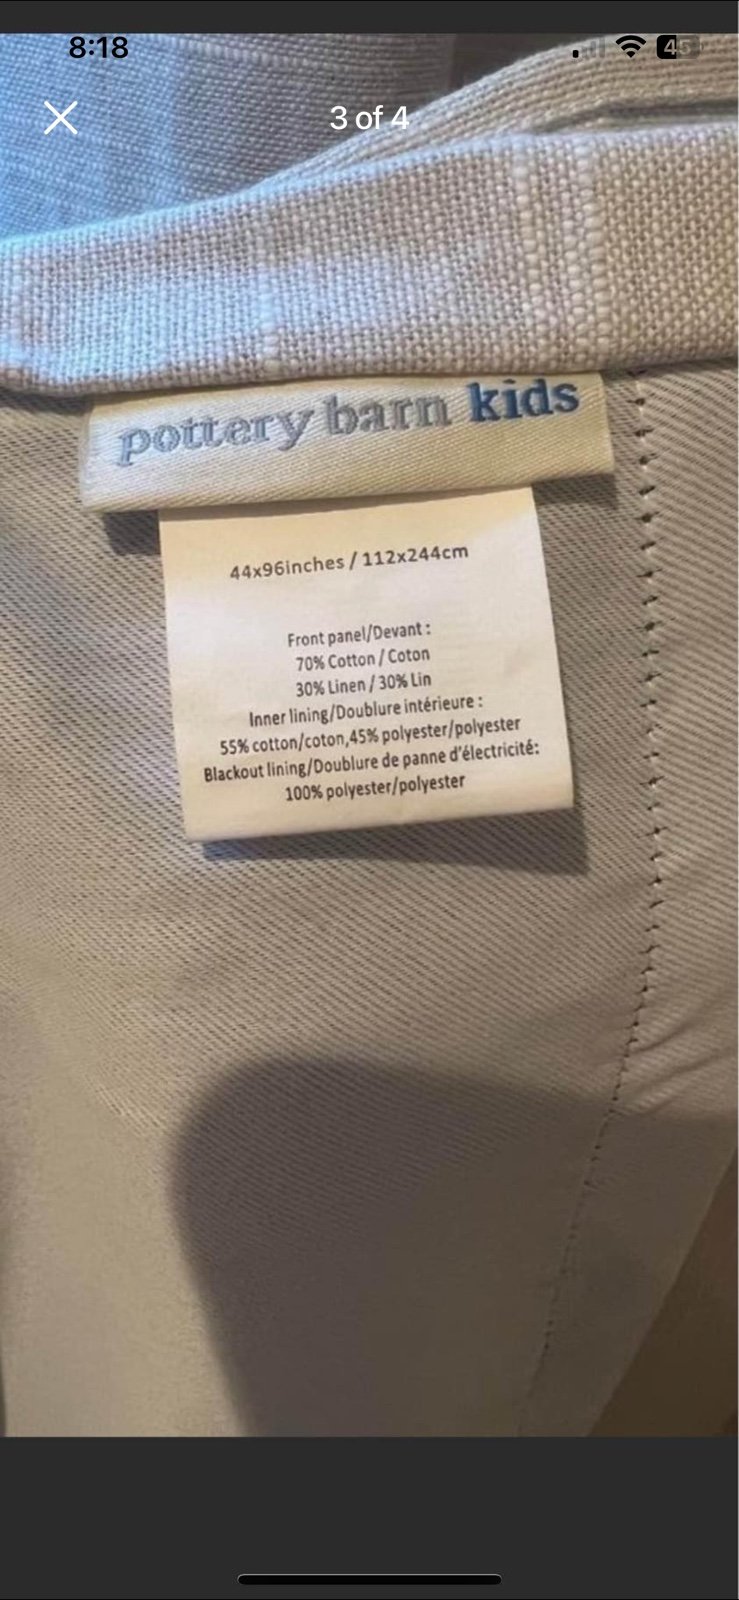 8:18
45
3 of 4
pottery barn kids
44x96inches / 112x244cm
Front panel/Devant :
70% Cotton / Coton
30% Linen / 30% Lin
Inner lining/Doublure intérieure :
55% cotton/coton,45% polyester/polyester
Blackout lining/Doublure de panne d'électricité:
100% polyester/polyester